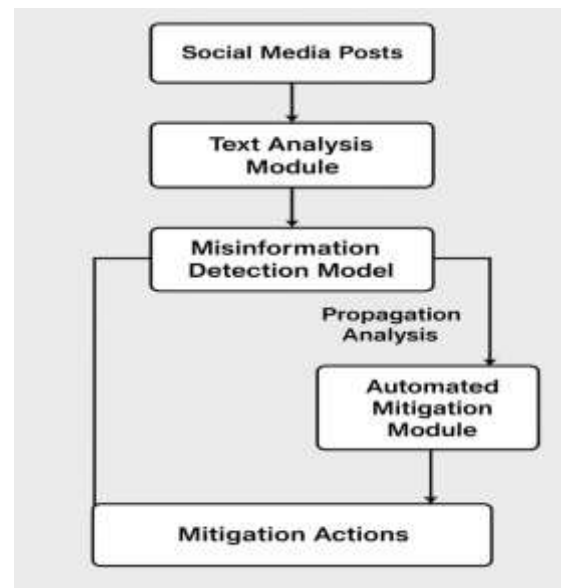 Social Media Posts
Text Analysis
Module
Misinformation
Detection Model
Propagation
Analysis
Automated
Mitigation
Module
Mitigation Actions